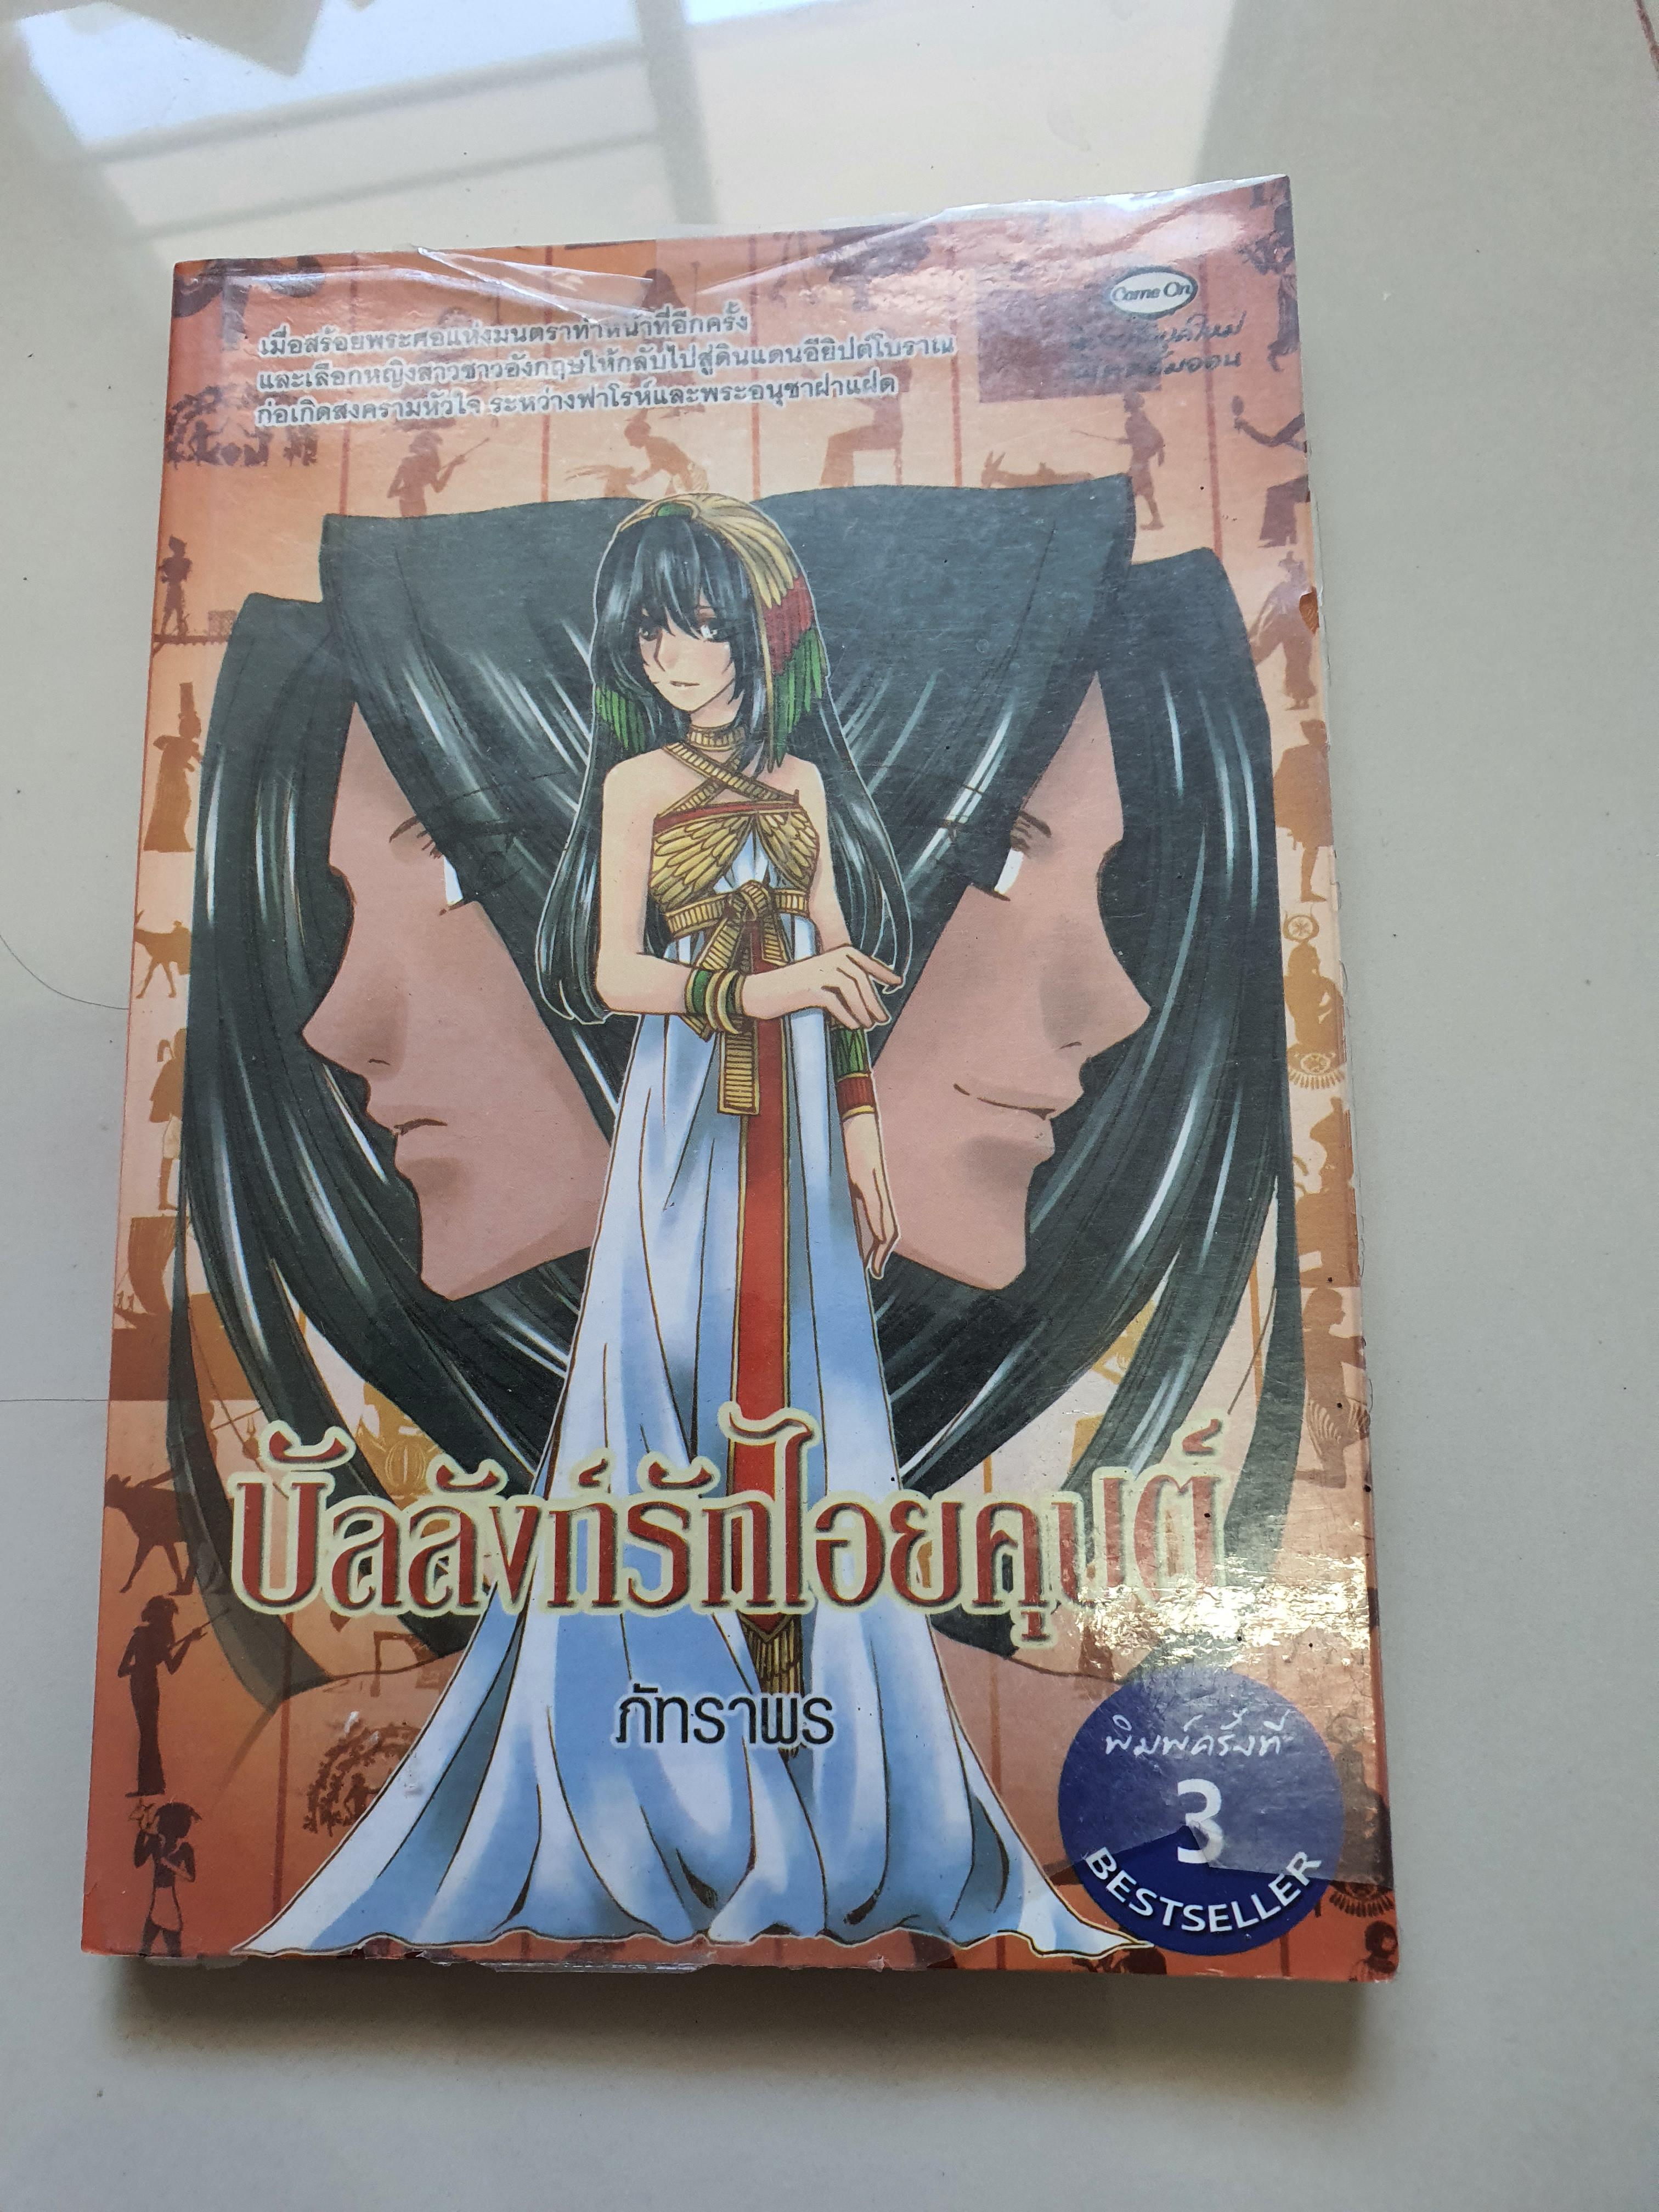 เมื่อสร้อยพระศอแห่งมนตราทำหน้าที่อีกครั้ง
และเลือกหญิงสาวชาวอังกฤษให้กลับไปสู่ดินแดนอียิปต์โบราณ
ก่อเกิดสงครามหัวใจ ระหว่างฟาโรห์และพระอนุชาฝาแฝด
Come On
บัลลังก์รักไอยคุปต์
ภัทราพร
พิมพ์ครั้งที่
3
BESTSELLER